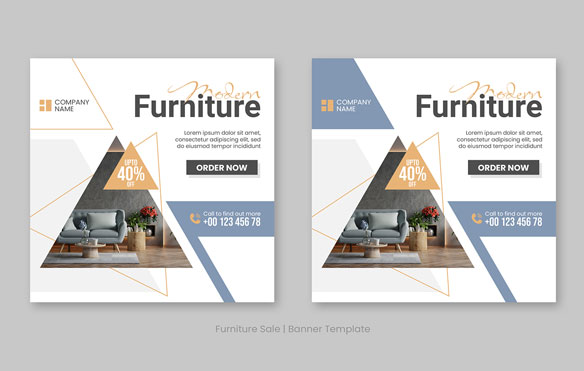 COMPANY
NAME
Modern
Furniture
Lorem ipsum dolor sit amet,
consectetur adipiscing elit, sed do
eiusmod tempor incididunt
ORDER NOW
UPTO
40%
OFF
Call to find out more
+00 123 456 78
COMPANY
NAME
Modern
Furniture
Lorem ipsum dolor sit amet,
consectetur adipiscing elit, sed do
eiusmod tempor incididunt
ORDER NOW
UPTO
40%
OFF
Call to find out more
+00 123 456 78
Furniture Sale | Banner Template